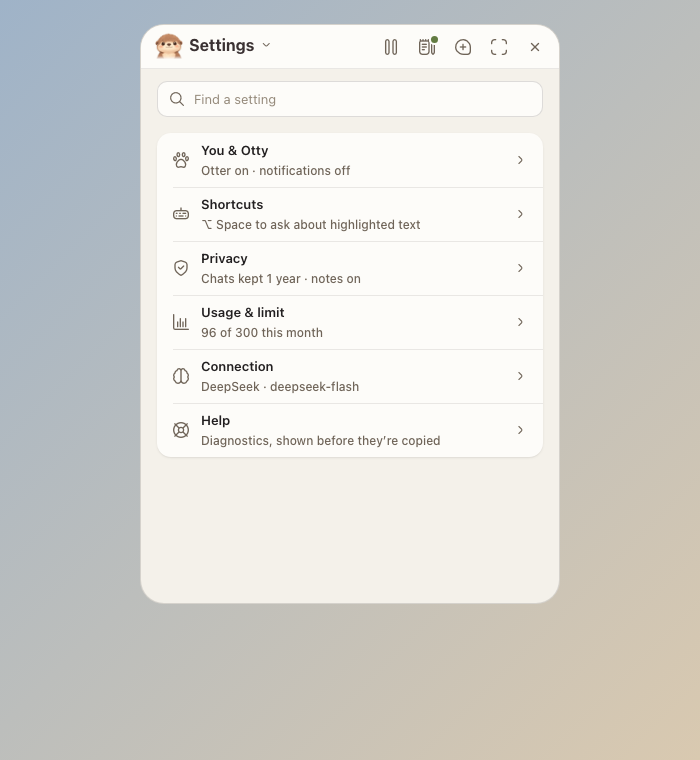 Settings
Find a setting
You & Otty
Otter on · notifications off
Shortcuts
⌥ Space to ask about highlighted text
Privacy
Chats kept 1 year · notes on
Usage & limit
96 of 300 this month
Connection
DeepSeek · deepseek-flash
Help
Diagnostics, shown before they’re copied